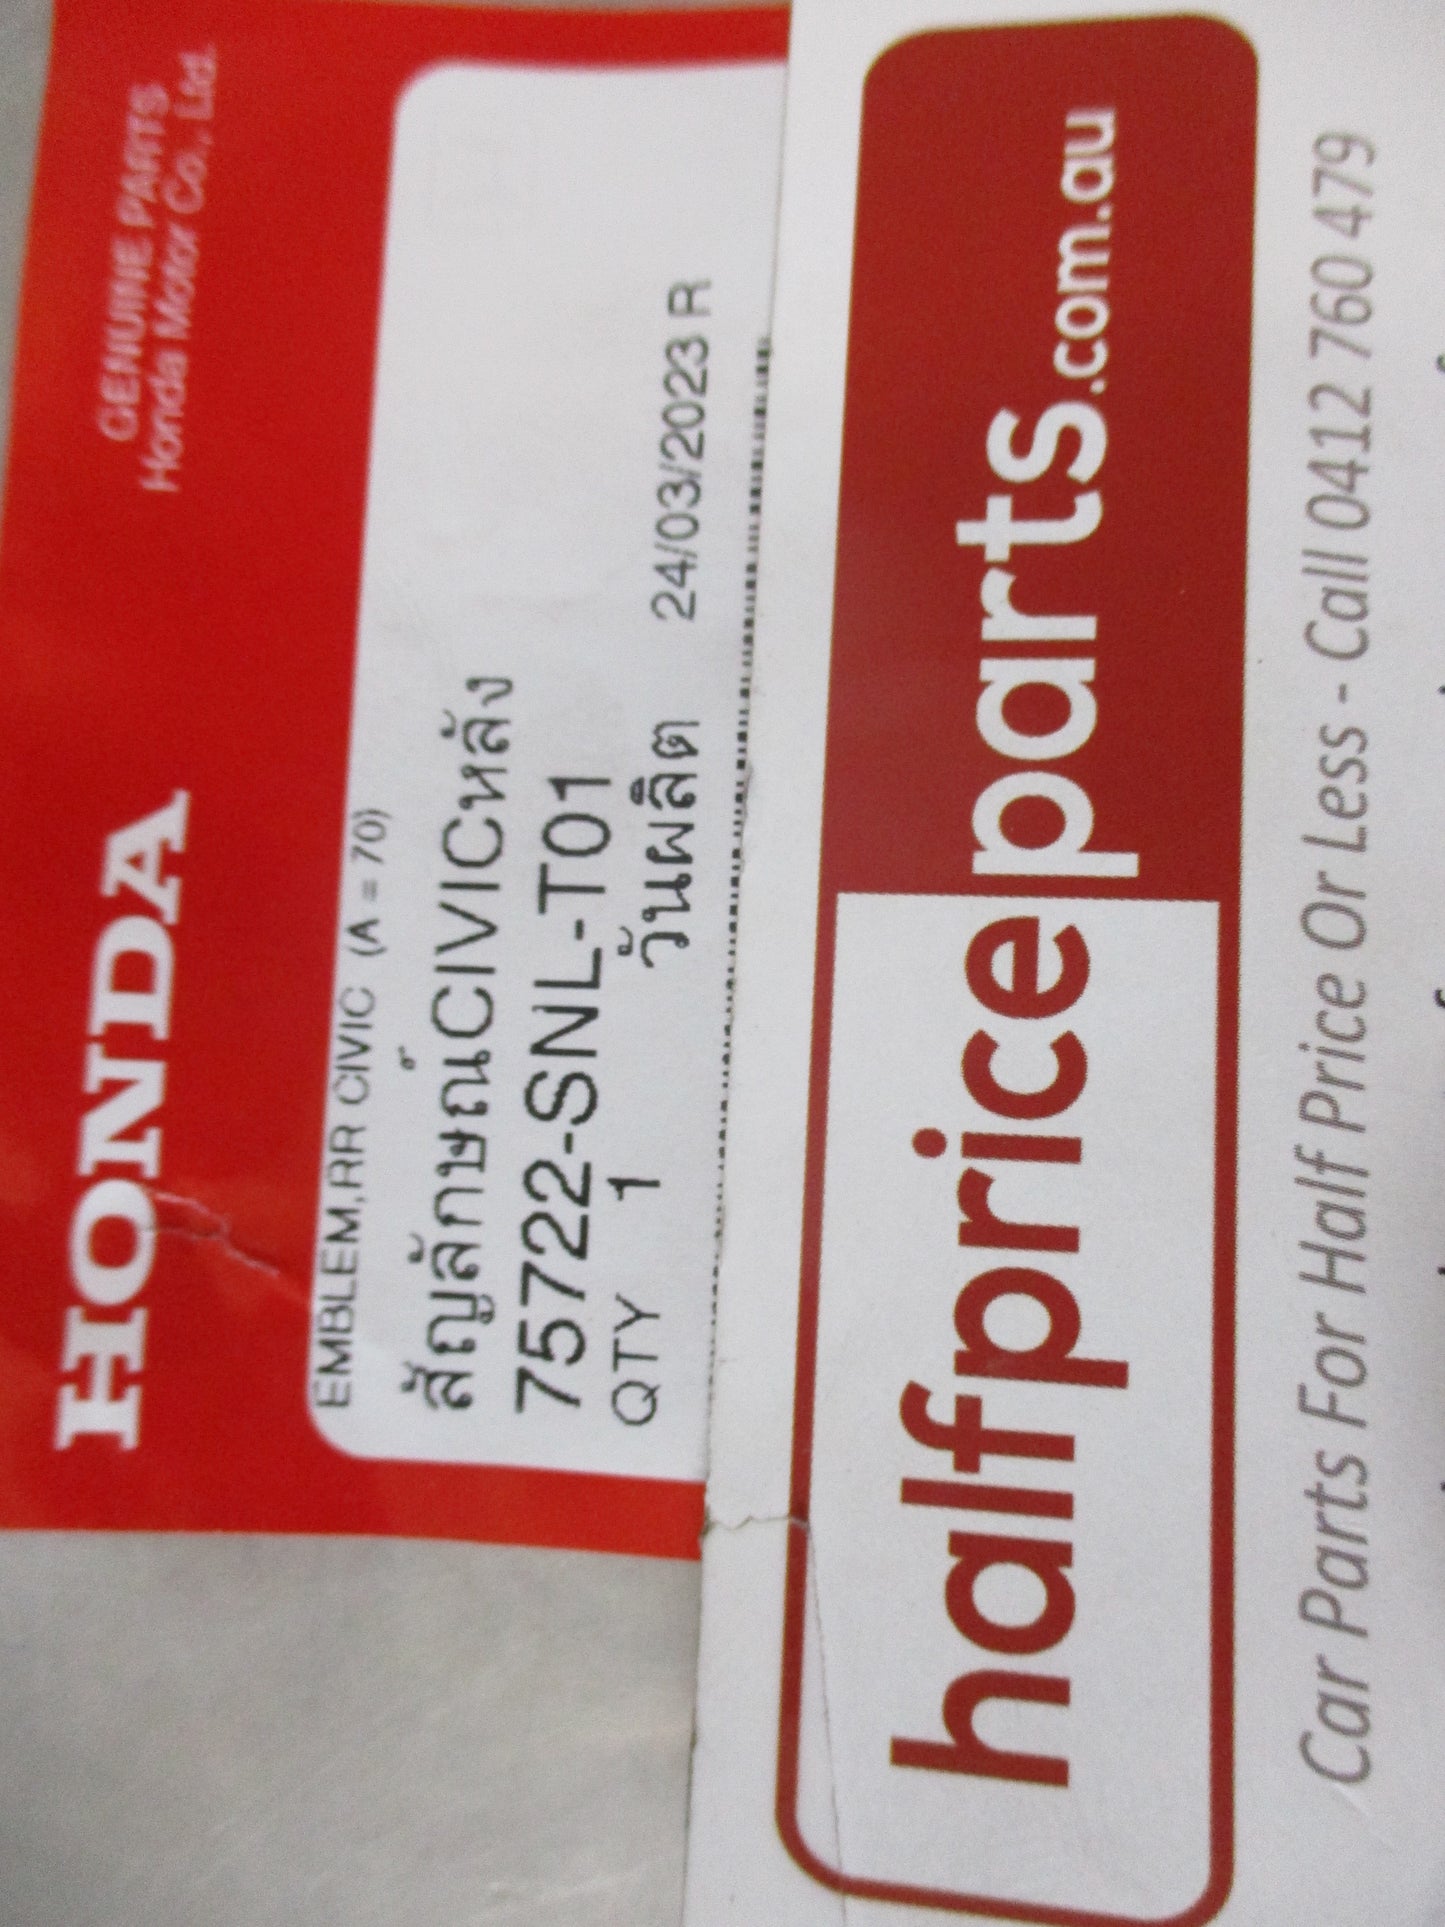 HONDA
GENUINE PARTS
Honda Motor Co., Ltd.
EMBLEM,RR CIVIC (A = 70)
สัญลักษณ์CIVICหลัง
75722-SNL-T01
QTY 1 วันผลิต 24/03/2023 R
halfpriceparts.com.au
Car Parts For Half Price Or Less - Call 0412 760 479